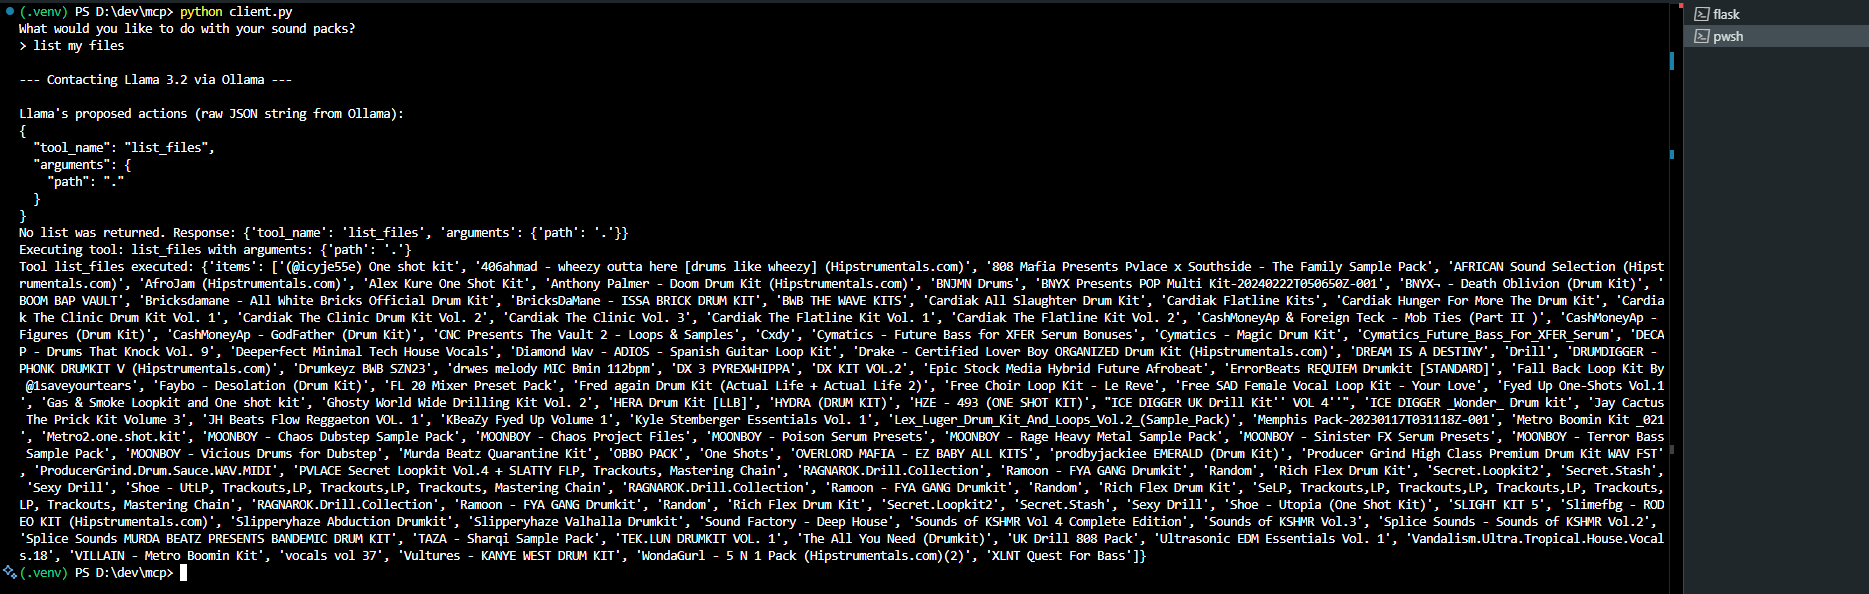 (.venv) PS D:\dev\mcp> python client.py
What would you like to do with your sound packs?
> list my files
--- Contacting Llama 3.2 via Ollama ---
Llama's proposed actions (raw JSON string from Ollama):
{
  "tool_name": "list_files",
  "arguments": {
    "path": "."
  }
}
No list was returned. Response: {'tool_name': 'list_files', 'arguments': {'path': '.'}}
Executing tool: list_files with arguments: {'path': '.'}
Tool list_files executed: {'items': ['(@icyje55e) One shot kit', '406ahmad - wheezy outta here [drums like wheezy] (Hipstrumentals.com)', '808 Mafia Presents Pvlace x Southside - The Family Sample Pack', 'AFRICAN Sound Selection (Hipst
rumentals.com)', 'AfroJam (Hipstrumentals.com)', 'Alex Kure One Shot Kit', 'Anthony Palmer - Doom Drum Kit (Hipstrumentals.com)', 'BNJMN Drums', 'BNYX Presents POP Multi Kit-20240222T050650Z-001', 'BNYX¬ - Death Oblivion (Drum Kit)', '
BOOM BAP VAULT', 'Bricksdamane - All White Bricks Official Drum Kit', 'BricksDaMane - ISSA BRICK DRUM KIT', 'BWB THE WAVE KITS', 'Cardiak All Slaughter Drum Kit', 'Cardiak Flatline Kits', 'Cardiak Hunger For More The Drum Kit', 'Cardia
k The Clinic Drum Kit Vol. 2', 'Cardiak The Clinic Vol. 3', 'Cardiak The Flatline Kit Vol. 1', 'Cardiak The Flatline Kit Vol. 2', 'CashMoneyAp & Foreign Teck - Mob Ties (Part II )', 'CashMoneyAp -
Figures (Drum Kit)', 'CashMoneyAp - GodFather (Drum Kit)', 'CNC Presents The Vault 2 - Loops & Samples', 'Cxdy', 'Cymatics - Future Bass for XFER Serum Bonuses', 'Cymatics - Magic Drum Kit', 'Cymatics_Future_Bass_For_XFER_Serum', 'DECA
P - Drums That Knock Vol. 9', 'Deeperfect Minimal Tech House Vocals', 'Diamond Wav - ADIOS - Spanish Guitar Loop Kit', 'Drake - Certified Lover Boy ORGANIZED Drum Kit (Hipstrumentals.com)', 'DREAM IS A DESTINY', 'Drill', 'DRUMDIGGER -
PHONK DRUMKIT V (Hipstrumentals.com)', 'Drumkeyz BWB SZN23', 'drwes melody MIC Bmin 112bpm', 'DX 3 PYREXWHIPPA', 'DX KIT VOL.2', 'Epic Stock Media Hybrid Future Afrobeat', 'ErrorBeats REQUIEM Drumkit [STANDARD]', 'Fall Back Loop Kit By
 @1saveyourtears', 'Faybo - Desolation (Drum Kit)', 'FL 20 Mixer Preset Pack', 'Fred again Drum Kit (Actual Life + Actual Life 2)', 'Free Choir Loop Kit - Le Reve', 'Free SAD Female Vocal Loop Kit - Your Love', 'Fyed Up One-Shots Vol.1
', 'Gas & Smoke Loopkit and One shot kit', 'Ghosty World Wide Drilling Kit Vol. 2', 'HERA Drum Kit [LLB]', 'HYDRA (DRUM KIT)', 'HZE - 493 (ONE SHOT KIT)', "ICE DIGGER UK Drill Kit'' VOL 4''", 'ICE DIGGER _Wonder_ Drum kit', 'Jay Cactus
 The Prick Kit Volume 3', 'JH Beats Flow Reggaeton VOL. 1', 'KBeaZy Fyed Up Volume 1', 'Kyle Stemberger Essentials Vol. 1', 'Lex_Luger_Drum_Kit_And_Loops_Vol.2_(Sample_Pack)', 'Memphis Pack-20230117T031118Z-001', 'Metro Boomin Kit _021
', 'Metro2.one.shot.kit', 'MOONBOY - Chaos Dubstep Sample Pack', 'MOONBOY - Chaos Project Files', 'MOONBOY - Poison Serum Presets', 'MOONBOY - Rage Heavy Metal Sample Pack', 'MOONBOY - Sinister FX Serum Presets', 'MOONBOY - Terror Bass
 Sample Pack', 'MOONBOY - Vicious Drums for Dubstep', 'Murda Beatz Quarantine Kit', 'OBBO PACK', 'One Shots', 'OVERLORD MAFIA - EZ BABY ALL KITS', 'prodbyjackiee EMERALD (Drum Kit)', 'Producer Grind High Class Premium Drum Kit WAV FST'
, 'ProducerGrind.Drum.Sauce.WAV.MIDI', 'PVLACE Secret Loopkit Vol.4 + SLATTY FLP, Trackouts, Mastering Chain', 'RAGNAROK.Drill.Collection', 'Ramoon - FYA GANG Drumkit', 'Random', 'Rich Flex Drum Kit', 'Secret.Loopkit2', 'Secret.Stash',
 'Sexy Drill', 'Shoe - UtLP, Trackouts,LP, Trackouts,LP, Trackouts, Mastering Chain', 'RAGNAROK.Drill.Collection', 'Ramoon - FYA GANG Drumkit', 'Random', 'Rich Flex Drum Kit', 'SeLP, Trackouts,LP, Trackouts,LP, Trackouts,LP, Trackouts,
LP, Trackouts, Mastering Chain', 'RAGNAROK.Drill.Collection', 'Ramoon - FYA GANG Drumkit', 'Random', 'Rich Flex Drum Kit', 'Secret.Loopkit2', 'Secret.Stash', 'Sexy Drill', 'Shoe - Utopia (One Shot Kit)', 'SLIGHT KIT 5', 'Slimefbg - ROD
EO KIT (Hipstrumentals.com)', 'Slipperyhaze Abduction Drumkit', 'Slipperyhaze Valhalla Drumkit', 'Sound Factory - Deep House', 'Sounds of KSHMR Vol 4 Complete Edition', 'Sounds of KSHMR Vol.3', 'Splice Sounds - Sounds of KSHMR Vol.2',
'Splice Sounds MURDA BEATZ PRESENTS BANDEMIC DRUM KIT', 'TAZA - Sharqi Sample Pack', 'TEK.LUN DRUMKIT VOL. 1', 'The All You Need (Drumkit)', 'UK Drill 808 Pack', 'Ultrasonic EDM Essentials Vol. 1', 'Vandalism.Ultra.Tropical.House.Vocal
s.18', 'VILLAIN - Metro Boomin Kit', 'vocals vol 37', 'Vultures - KANYE WEST DRUM KIT', 'WondaGurl - 5 N 1 Pack (Hipstrumentals.com)(2)', 'XLNT Quest For Bass']}
(.venv) PS D:\dev\mcp>
flask
pwsh